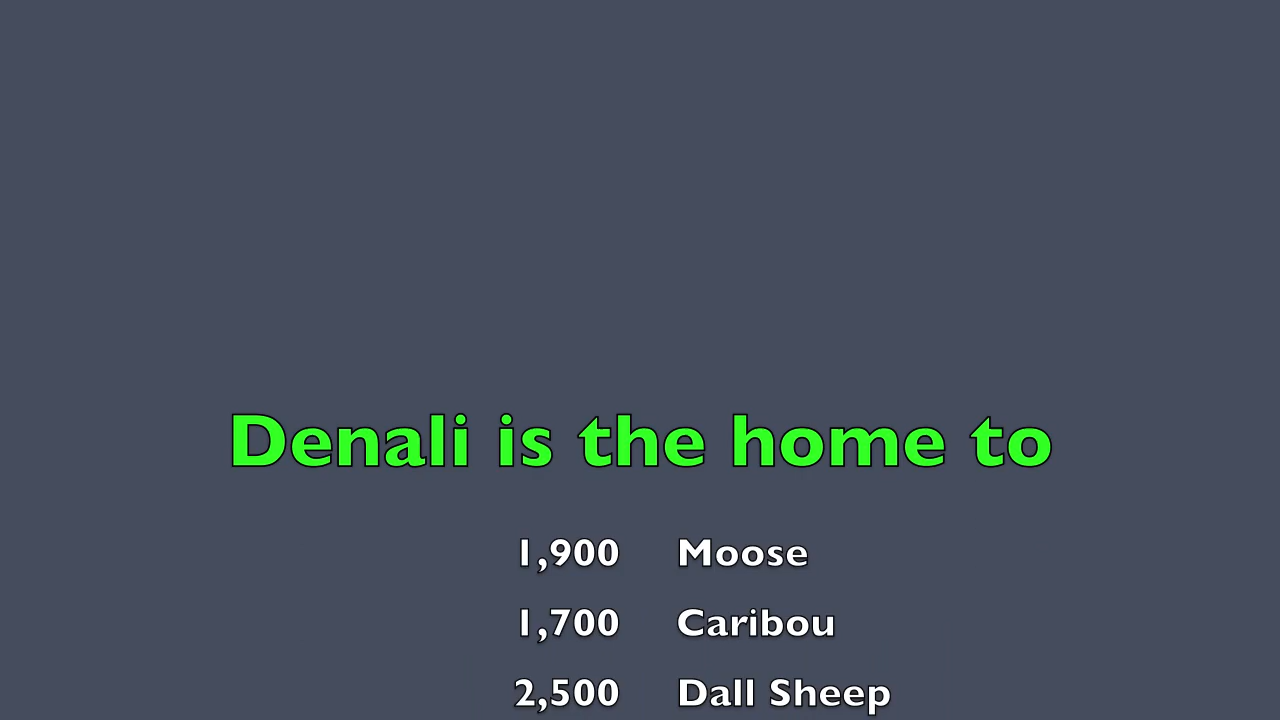 Denali is the home to
1,900 Moose
1,700 Caribou
2,500 Dall Sheep